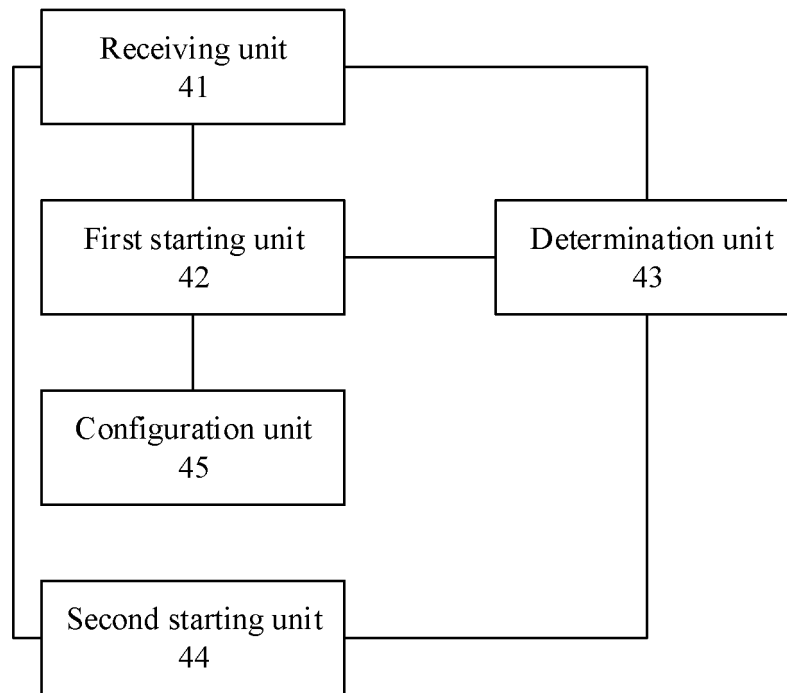 Receiving unit
41
First starting unit
42
Determination unit
43
Configuration unit
45
Second starting unit
44